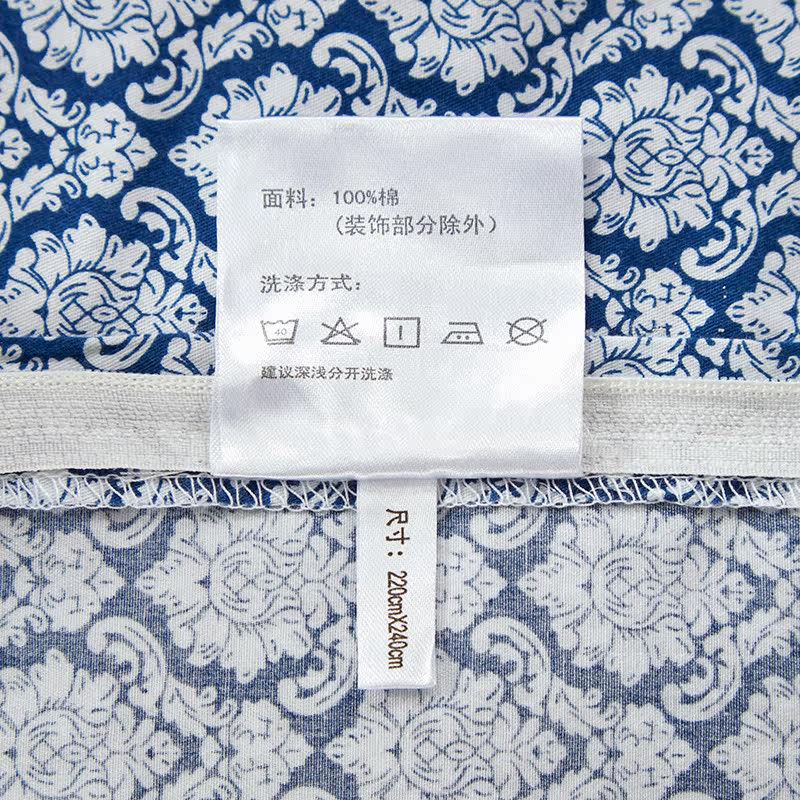 面料：100%棉
（装饰部分除外）
洗涤方式：
40
建议深浅分开洗涤
尺寸：220cmX240cm